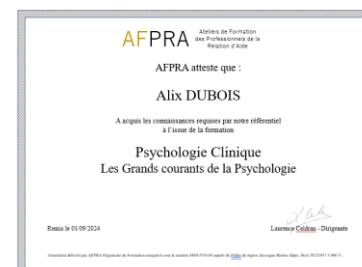 AFPRA
Ateliers de Formation
des Professionnels de la
Relation d'Aide
AFPRA atteste que :
Alix DUBOIS
A acquis les connaissances requises par notre référentiel
à l'issue de la formation
Psychologie Clinique
Les Grands courants de la Psychologie
Remis le 01/09/2024
Laurence Celdran - Dirigeante